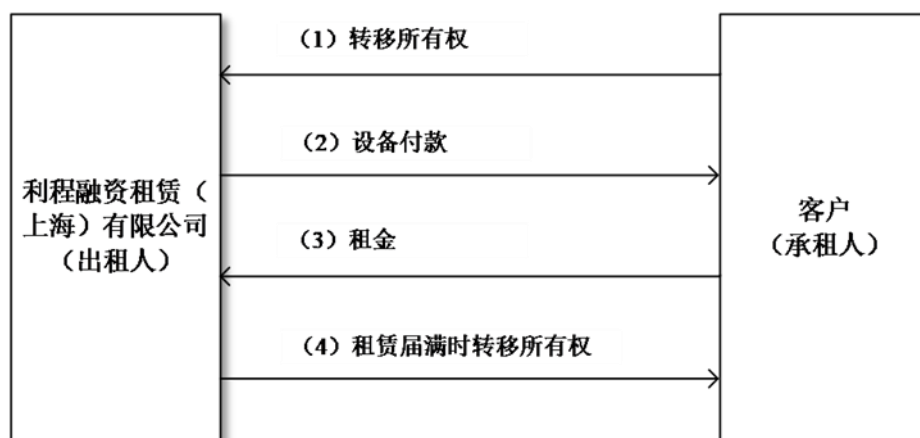 (1)转移所有权
(2)设备付款
利程融资租赁(
上海)有限公司
(出租人)
(3)租金
客户
(承租人)
(4)租赁届满时转移所有权